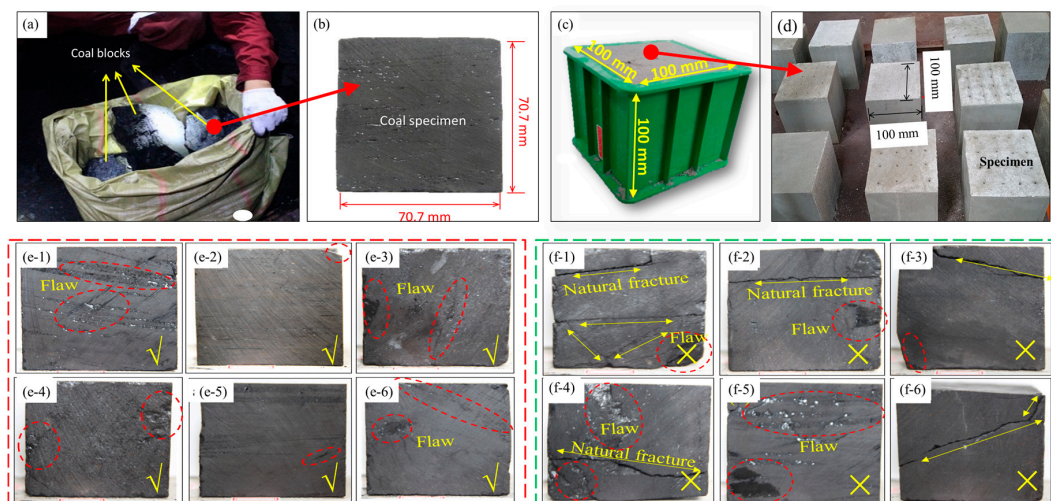 (a)
Coal blocks
(b)
Coal specimen
70.7 mm
70.7 mm
(c)
100 mm
100 mm
100 mm
(d)
100 mm
100 mm
Specimen
(e-1)
Flaw
√
(e-2)
√
(e-3)
Flaw
√
(e-4)
√
(e-5)
√
(e-6)
Flaw
√
(f-1)
Natural fracture
Flaw
×
(f-2)
Natural fracture
Flaw
×
(f-3)
×
(f-4)
Flaw
Natural fracture
×
(f-5)
Flaw
×
(f-6)
×